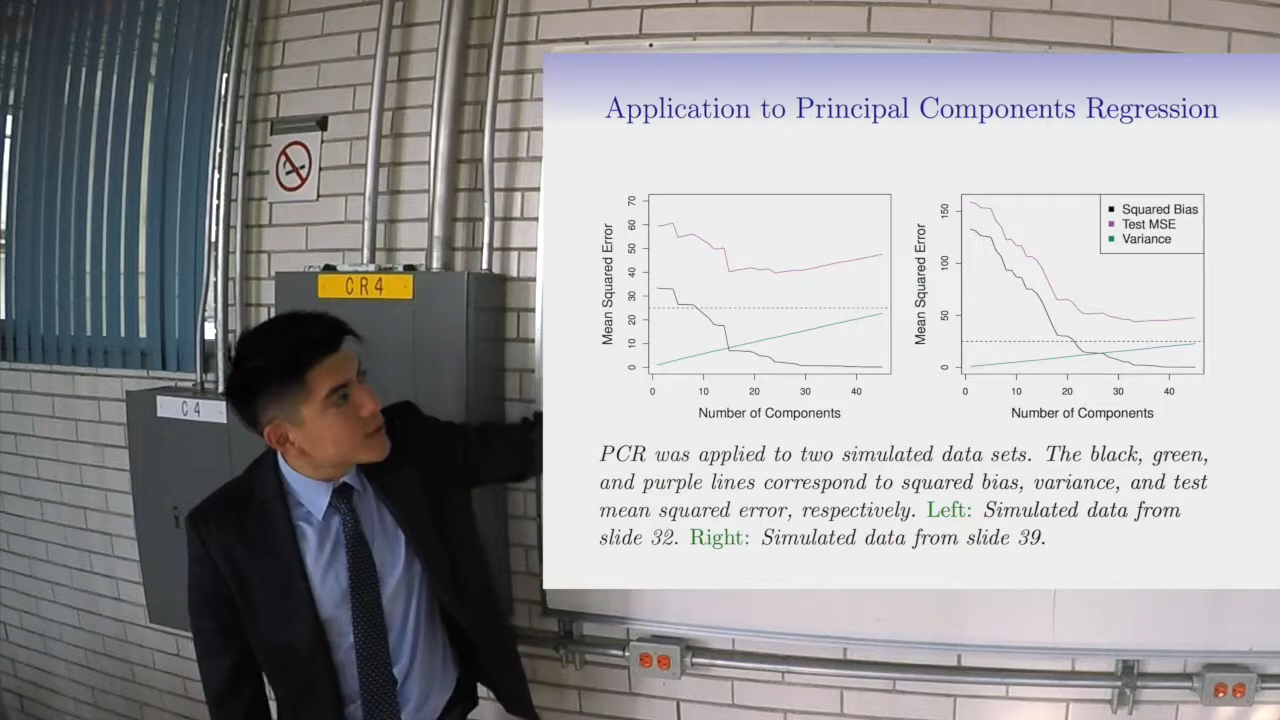 CR4
C4
Application to Principal Components Regression
Mean Squared Error
0 10 20 30 40 50 60 70
0 10 20 30 40
Number of Components
Mean Squared Error
0 50 100 150
0 10 20 30 40
Number of Components
Squared Bias
Test MSE
Variance
PCR was applied to two simulated data sets. The black, green,
and purple lines correspond to squared bias, variance, and test
mean squared error, respectively. Left: Simulated data from
slide 32. Right: Simulated data from slide 39.